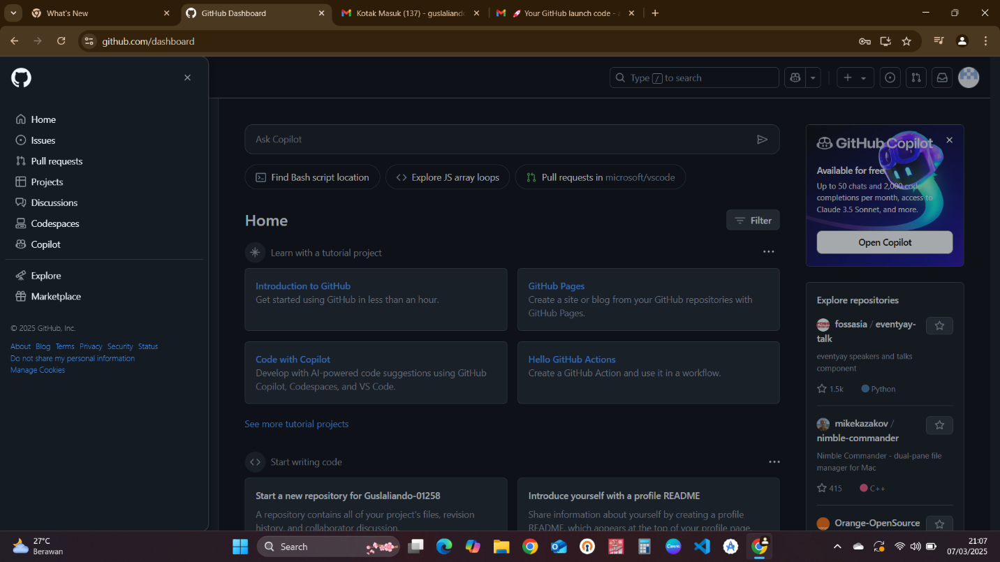 What's New
GitHub Dashboard
Kotak Masuk (137) - guslaliando
Your GitHub launch code - a
github.com/dashboard
Type / to search
Home
Issues
Pull requests
Projects
Discussions
Codespaces
Copilot
Explore
Marketplace
© 2025 GitHub, Inc.
About Blog Terms Privacy Security Status
Do not share my personal information
Manage Cookies
Ask Copilot
Find Bash script location
Explore JS array loops
Pull requests in microsoft/vscode
Home
Filter
Learn with a tutorial project
Introduction to GitHub
Get started using GitHub in less than an hour.
GitHub Pages
Create a site or blog from your GitHub repositories with
GitHub Pages.
Code with Copilot
Develop with AI-powered code suggestions using GitHub
Copilot, Codespaces, and VS Code.
Hello GitHub Actions
Create a GitHub Action and use it in a workflow.
See more tutorial projects
Start writing code
Start a new repository for Guslaliando-01258
A repository contains all of your project's files, revision
history, and collaborator discussion.
Introduce yourself with a profile README
Share information about yourself by creating a profile
README, which appears at the top of your profile page.
GitHub Copilot
Available for free
Up to 50 chats and 2,000 code
completions per month, access to
Claude 3.5 Sonnet, and more.
Open Copilot
Explore repositories
fossasia / eventyay-
talk
eventyay speakers and talks
component
1.5k
Python
mikekazakov /
nimble-commander
Nimble Commander - dual-pane file
manager for Mac
415
C++
Orange-OpenSource
27°C
Berawan
Search
21:07
07/03/2025